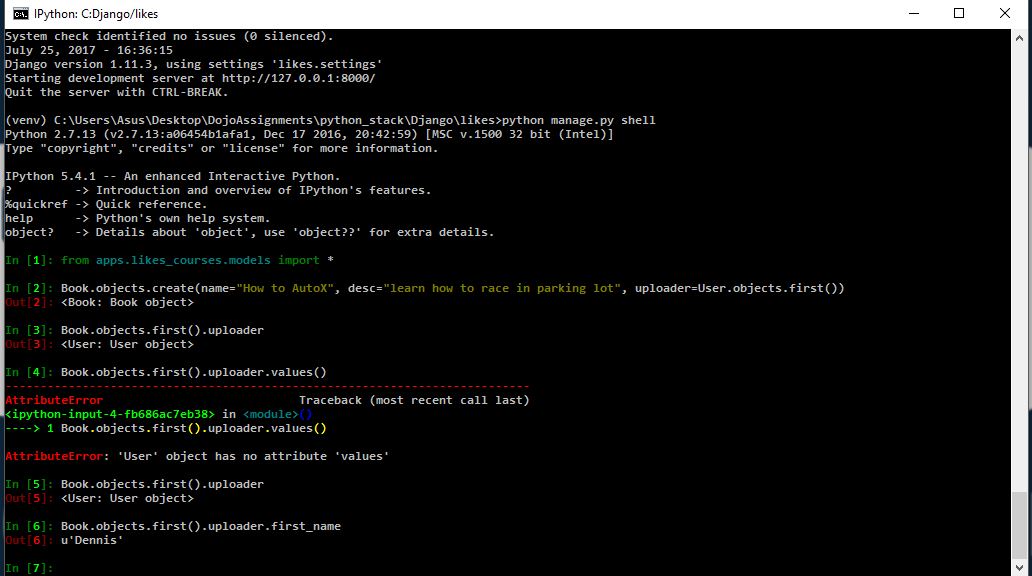 IPython: C:Django/likes
System check identified no issues (0 silenced).
July 25, 2017 - 16:36:15
Django version 1.11.3, using settings 'likes.settings'
Starting development server at http://127.0.0.1:8000/
Quit the server with CTRL-BREAK.
(venv) C:\Users\Asus\Desktop\DojoAssignments\python_stack\Django\likes>python manage.py shell
Python 2.7.13 (v2.7.13:a06454b1afa1, Dec 17 2016, 20:42:59) [MSC v.1500 32 bit (Intel)]
Type "copyright", "credits" or "license" for more information.
IPython 5.4.1 -- An enhanced Interactive Python.
?         -> Introduction and overview of IPython's features.
%quickref -> Quick reference.
help      -> Python's own help system.
object?   -> Details about 'object', use 'object??' for extra details.
In [1]: from apps.likes_courses.models import *
In [2]: Book.objects.create(name="How to AutoX", desc="learn how to race in parking lot", uploader=User.objects.first())
Out[2]: <Book: Book object>
In [3]: Book.objects.first().uploader
Out[3]: <User: User object>
In [4]: Book.objects.first().uploader.values()
---------------------------------------------------------------------------
AttributeError                            Traceback (most recent call last)
<ipython-input-4-fb686ac7eb38> in <module>()
----> 1 Book.objects.first().uploader.values()
AttributeError: 'User' object has no attribute 'values'
In [5]: Book.objects.first().uploader
Out[5]: <User: User object>
In [6]: Book.objects.first().uploader.first_name
Out[6]: u'Dennis'
In [7]: